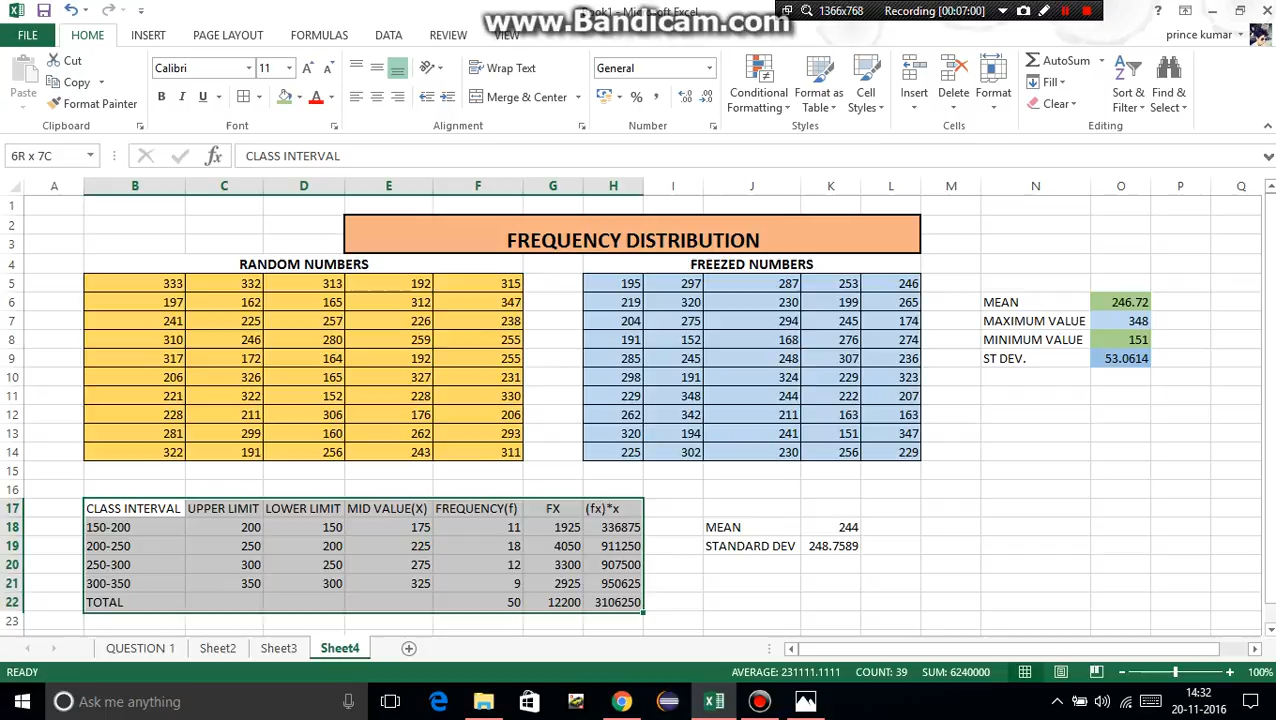 Book1 - Microsoft Excel
www.Bandicam.com
1366x768 Recording [00:07:00]
FILE HOME INSERT PAGE LAYOUT FORMULAS DATA REVIEW VIEW prince kumar
Cut
Copy
Format Painter
Paste
Calibri 11
B I U
Wrap Text
Merge & Center
General
Conditional Formatting
Format as Table
Cell Styles
Insert Delete Format
AutoSum
Fill
Clear
Sort & Filter
Find & Select
Clipboard Font Alignment Number Styles Cells Editing
6R x 7C fx CLASS INTERVAL
A B C D E F G H I J K L M N O P Q
1
2
3 FREQUENCY DISTRIBUTION
4 RANDOM NUMBERS FREEZED NUMBERS
5 333 332 313 192 315 195 297 287 253 246
6 197 162 165 312 347 219 320 230 199 265 MEAN 246.72
7 241 225 257 226 238 204 275 294 245 174 MAXIMUM VALUE 348
8 310 246 280 259 255 191 152 168 276 274 MINIMUM VALUE 151
9 317 172 164 192 255 285 245 248 307 236 ST DEV. 53.0614
10 206 326 165 327 231 298 191 324 229 323
11 221 322 152 228 330 229 348 244 222 207
12 228 211 306 176 206 262 342 211 163 163
13 281 299 160 262 293 320 194 241 151 347
14 322 191 256 243 311 225 302 230 256 229
15
16
17 CLASS INTERVAL UPPER LIMIT LOWER LIMIT MID VALUE(X) FREQUENCY(f) FX (fx)*x
18 150-200 200 150 175 11 1925 336875 MEAN 244
19 200-250 250 200 225 18 4050 911250 STANDARD DEV 248.7589
20 250-300 300 250 275 12 3300 907500
21 300-350 350 300 325 9 2925 950625
22 TOTAL 50 12200 3106250
23
QUESTION 1 Sheet2 Sheet3 Sheet4
READY AVERAGE: 231111.1111 COUNT: 39 SUM: 6240000 100%
Ask me anything
14:32
20-11-2016